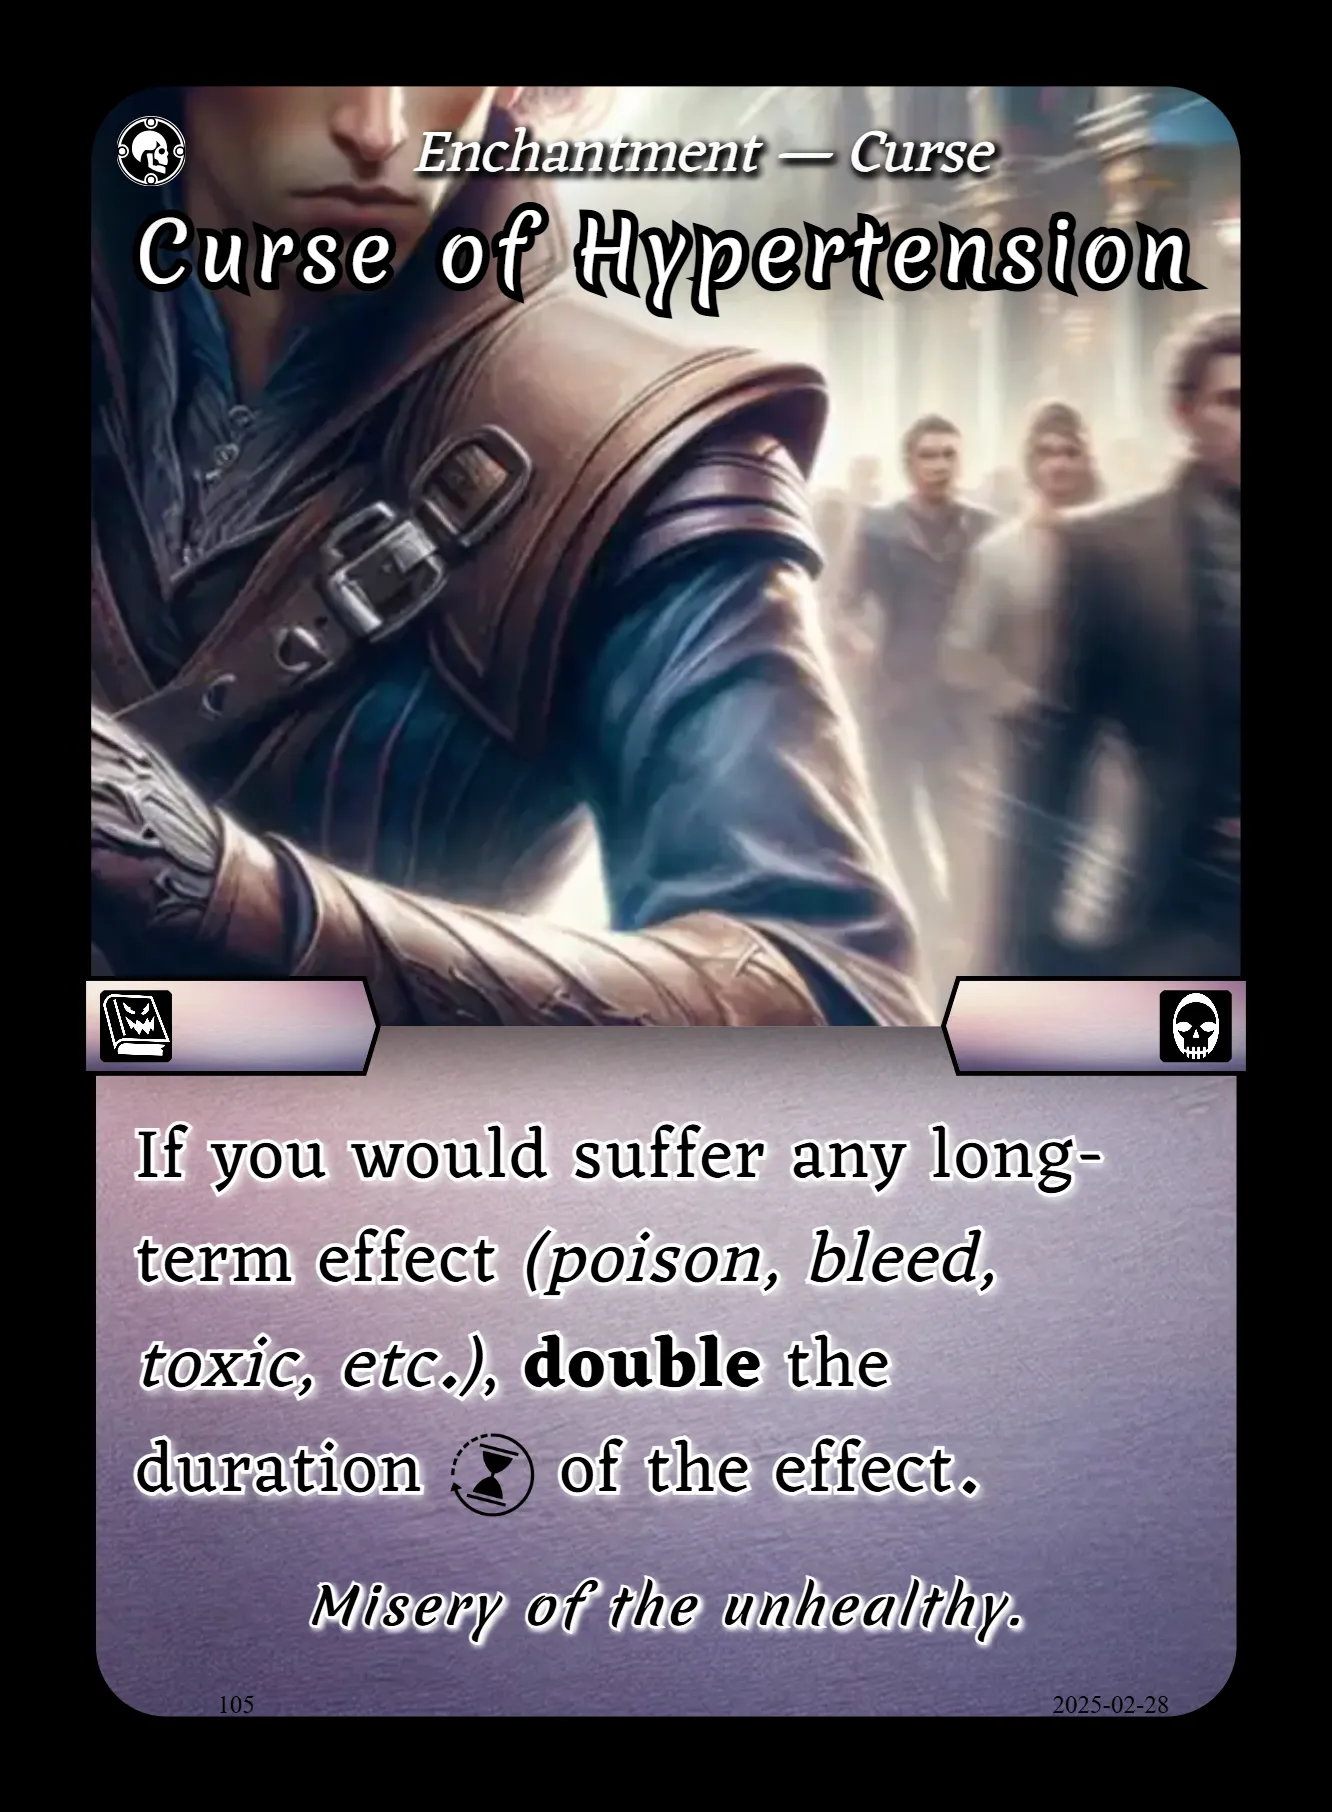 Enchantment — Curse
Curse of Hypertension
If you would suffer any long-
term effect (poison, bleed,
toxic, etc.), double the
duration of the effect.
Misery of the unhealthy.
105
2025-02-28